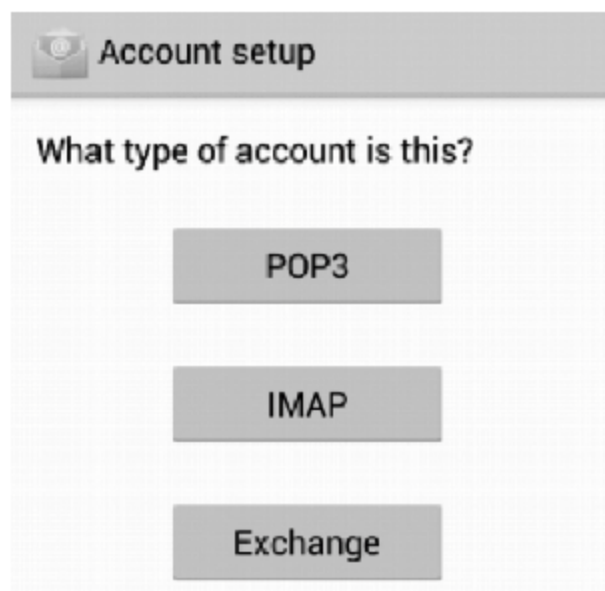 Account setup
What type of account is this?
POP3
IMAP
Exchange